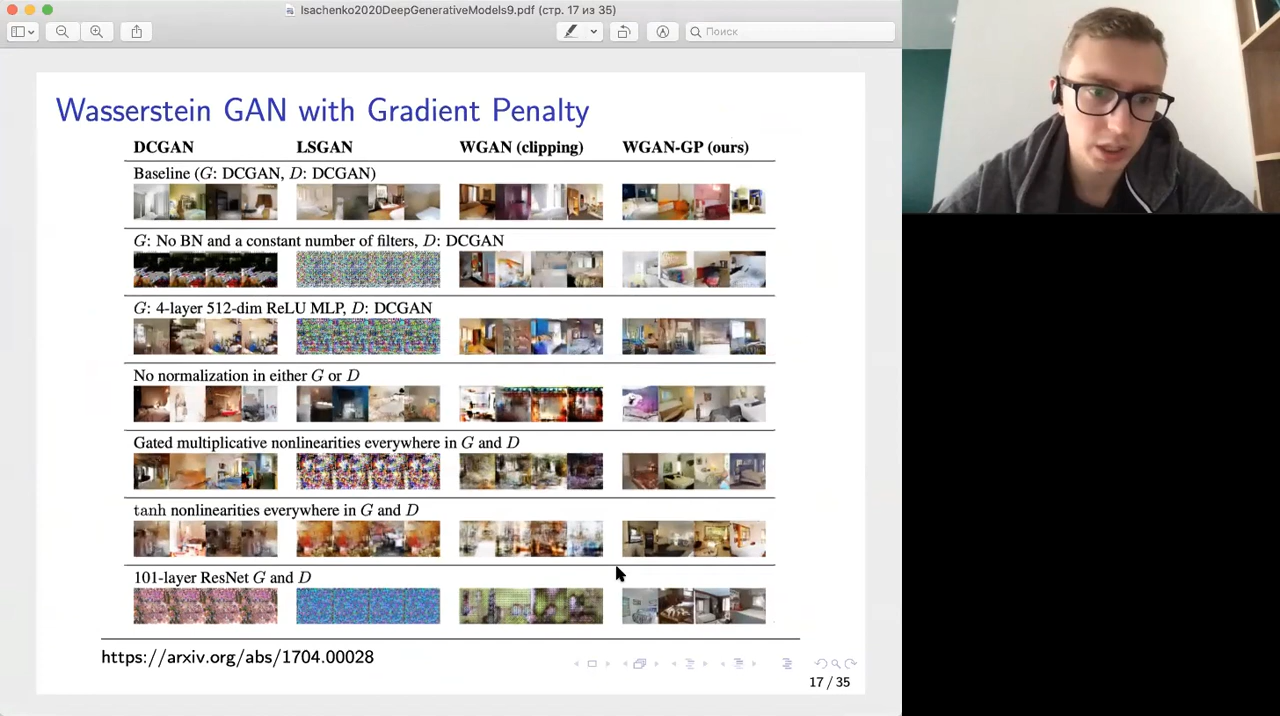 Isachenko2020DeepGenerativeModels9.pdf (стр. 17 из 35)
Поиск
Wasserstein GAN with Gradient Penalty
DCGAN LSGAN WGAN (clipping) WGAN-GP (ours)
Baseline (G: DCGAN, D: DCGAN)
G: No BN and a constant number of filters, D: DCGAN
G: 4-layer 512-dim ReLU MLP, D: DCGAN
No normalization in either G or D
Gated multiplicative nonlinearities everywhere in G and D
tanh nonlinearities everywhere in G and D
101-layer ResNet G and D
https://arxiv.org/abs/1704.00028
17 / 35